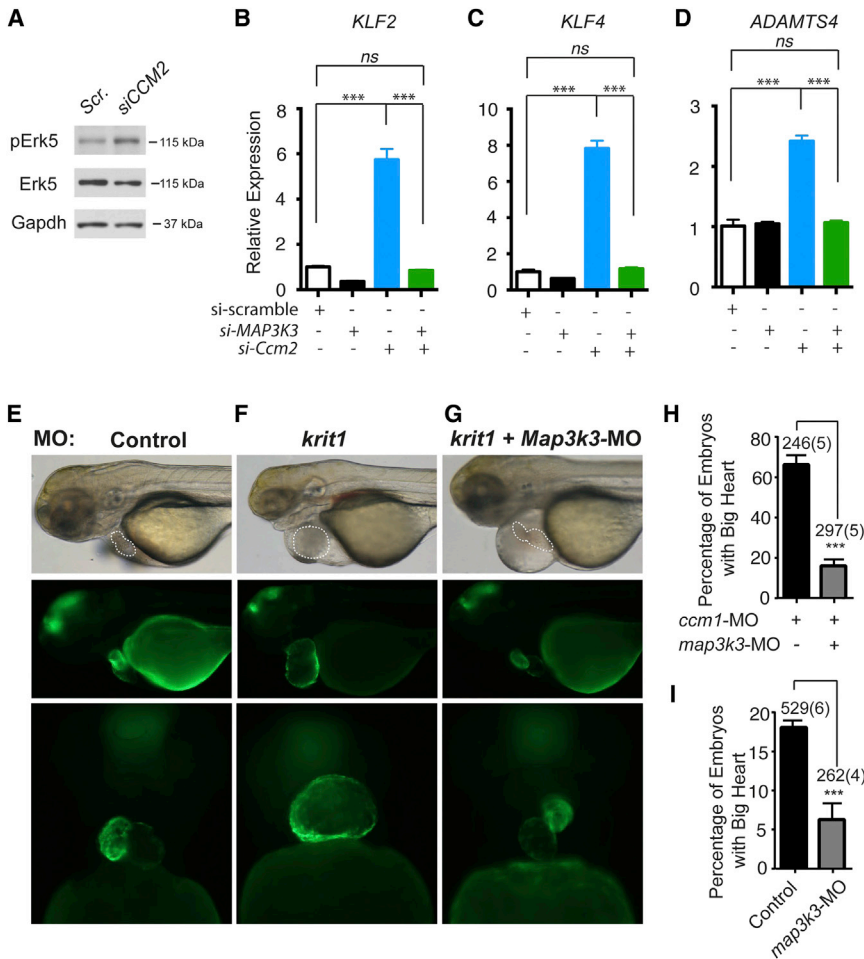 A
Scr. siCCM2
pErk5 115 kDa
Erk5 115 kDa
Gapdh 37 kDa
B
KLF2
ns
*** ***
Relative Expression
8
6
4
2
0
si-scramble + - - -
si-MAP3K3 - + - +
si-Ccm2 - - + +
C
KLF4
ns
*** ***
10
8
6
4
2
0
+ - - -
- + - +
- - + +
D
ADAMTS4
ns
*** ***
3
2
1
0
+ - - -
- + - +
- - + +
E
F
G
MO: Control
krit1
krit1 + Map3k3-MO
H
Percentage of Embryos
with Big Heart
80
60
40
20
0
246(5)
297(5)
***
ccm1-MO + +
map3k3-MO - +
I
Percentage of Embryos
with Big Heart
20
15
10
5
0
529(6)
262(4)
***
Control
map3k3-MO